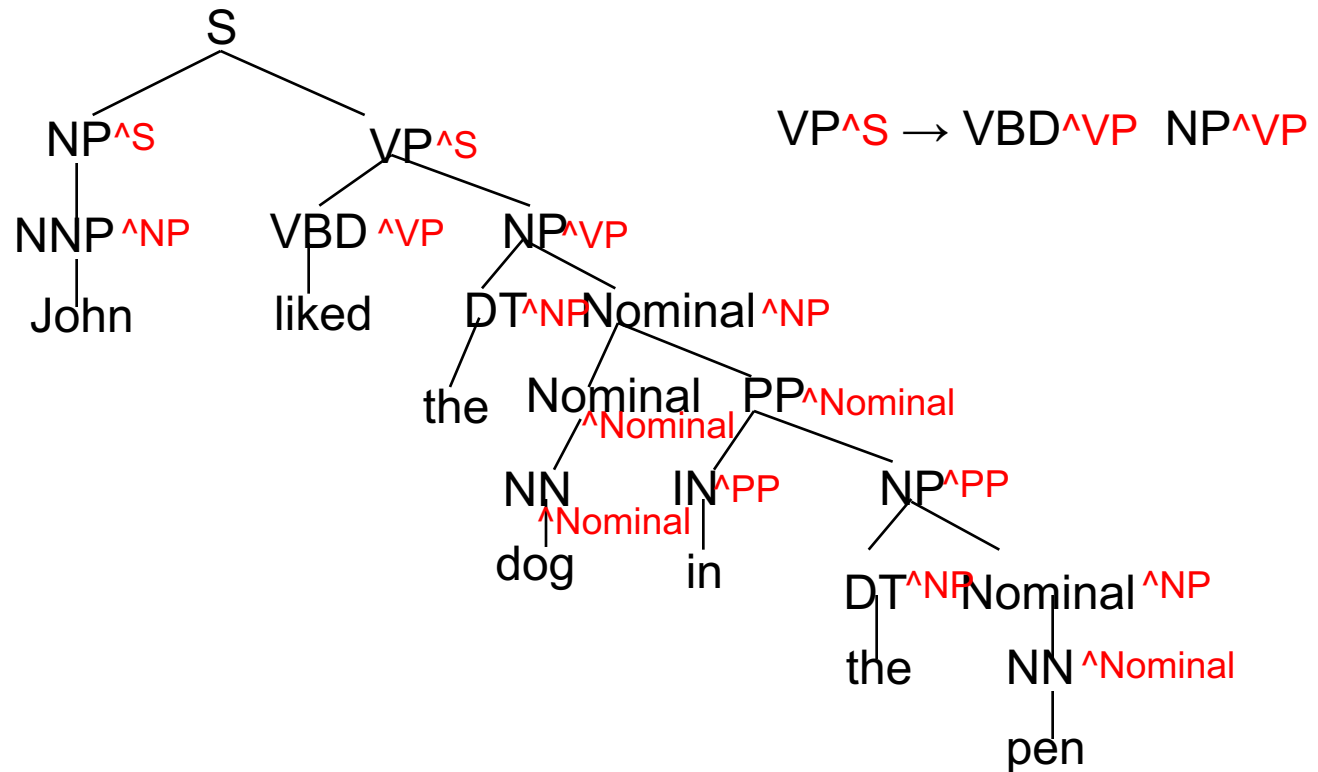 S
NP^S VP^S VP^S → VBD^VP NP^VP
NNP ^NP VBD ^VP NP^VP
John liked DT^NP Nominal ^NP
the Nominal ^Nominal PP^Nominal
NN ^Nominal IN^PP NP^PP
dog in
DT^NP Nominal ^NP
the NN ^Nominal
pen